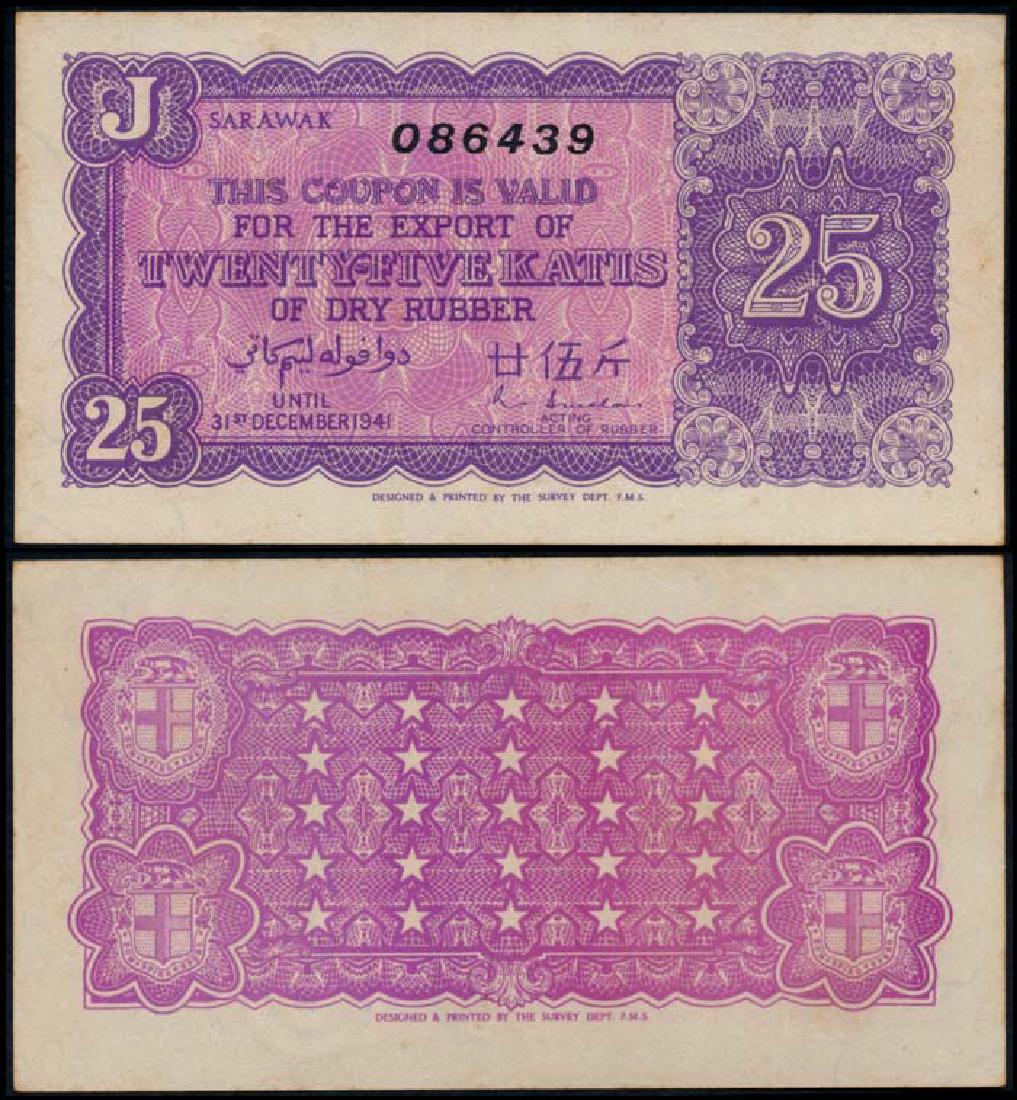 J
SARAWAK
086439
THIS COUPON IS VALID
FOR THE EXPORT OF
TWENTY-FIVE KATIS
OF DRY RUBBER
دوا ڤوله ليم کاتي
廿伍斤
UNTIL
31ST DECEMBER 1941
ACTING
CONTROLLER OF RUBBER
25
25
DESIGNED & PRINTED BY THE SURVEY DEPT. F.M.S.
DESIGNED & PRINTED BY THE SURVEY DEPT. F.M.S.